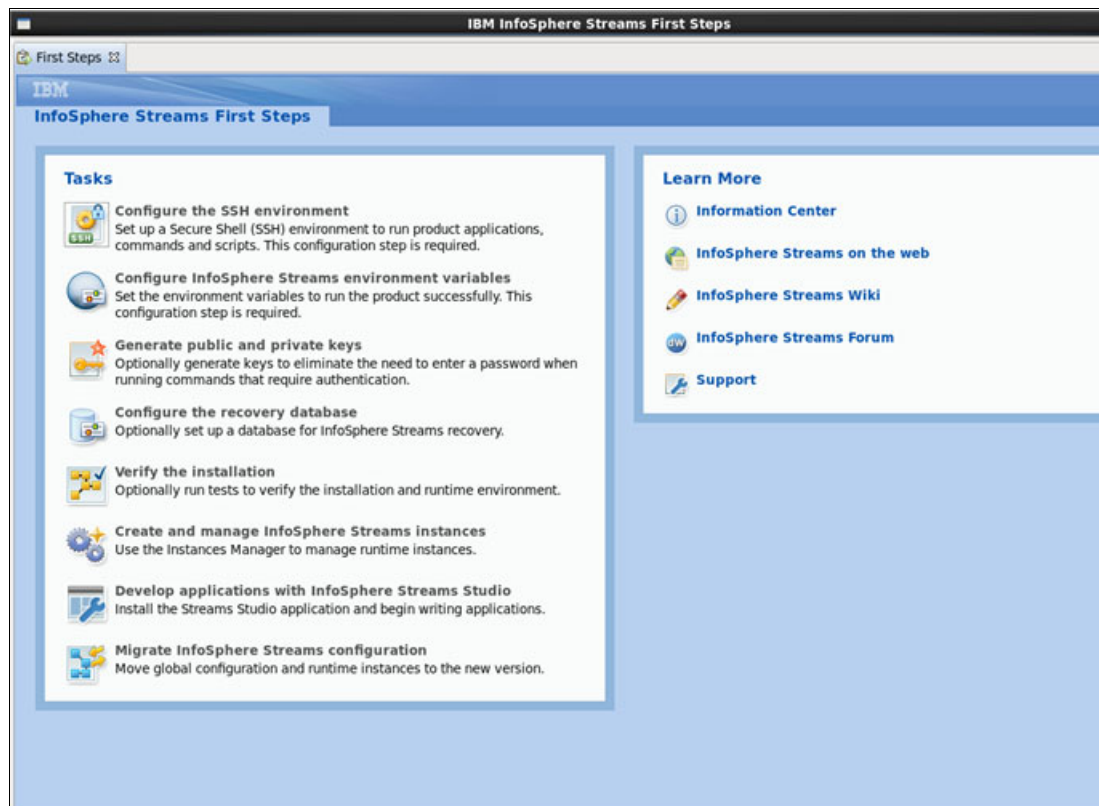 IBM InfoSphere Streams First Steps
First Steps
IBM
InfoSphere Streams First Steps
Tasks
Configure the SSH environment
Set up a Secure Shell (SSH) environment to run product applications,
commands and scripts. This configuration step is required.
SSH
Configure InfoSphere Streams environment variables
Set the environment variables to run the product successfully. This
configuration step is required.
Generate public and private keys
Optionally generate keys to eliminate the need to enter a password when
running commands that require authentication.
Configure the recovery database
Optionally set up a database for InfoSphere Streams recovery.
Verify the installation
Optionally run tests to verify the installation and runtime environment.
Create and manage InfoSphere Streams instances
Use the Instances Manager to manage runtime instances.
Develop applications with InfoSphere Streams Studio
Install the Streams Studio application and begin writing applications.
Migrate InfoSphere Streams configuration
Move global configuration and runtime instances to the new version.
Learn More
Information Center
InfoSphere Streams on the web
InfoSphere Streams Wiki
dW
InfoSphere Streams Forum
Support